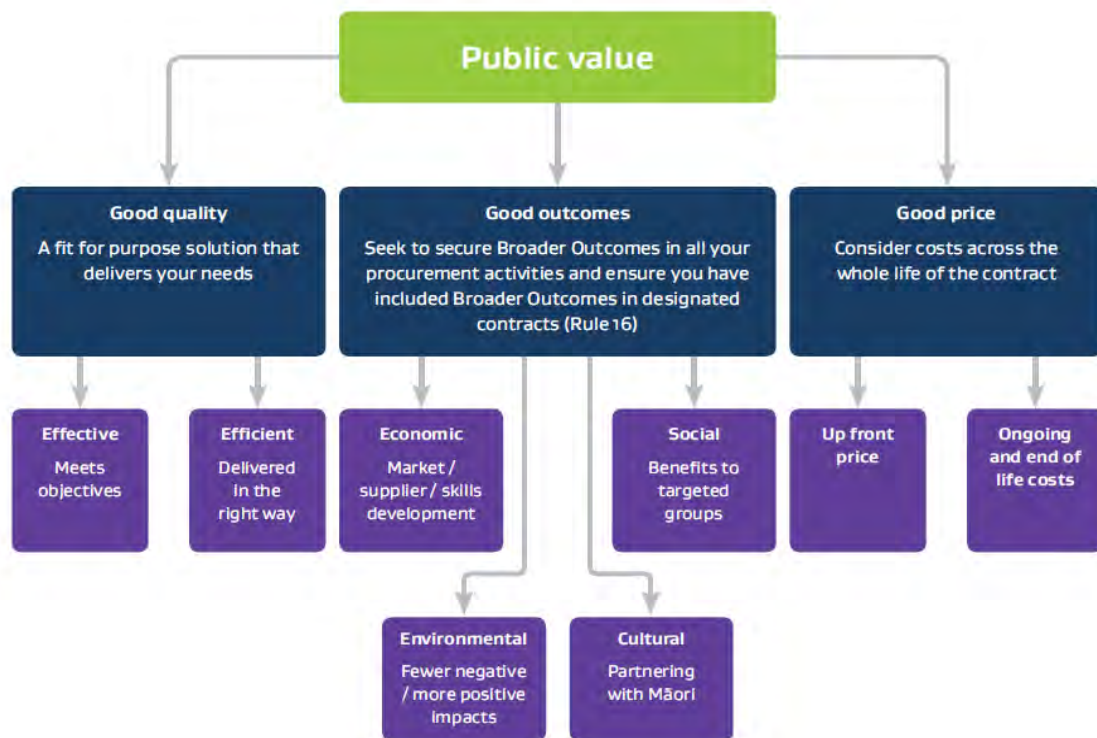 Public value
Good quality
A fit for purpose solution that
delivers your needs
Good outcomes
Seek to secure Broader Outcomes in all your
procurement activities and ensure you have
included Broader Outcomes in designated
contracts (Rule 16)
Good price
Consider costs across the
whole life of the contract
Effective
Meets
objectives
Efficient
Delivered
in the
right way
Economic
Market /
supplier / skills
development
Social
Benefits to
targeted
groups
Up front
price
Ongoing
and end of
life costs
Environmental
Fewer negative
/ more positive
impacts
Cultural
Partnering
with Māori